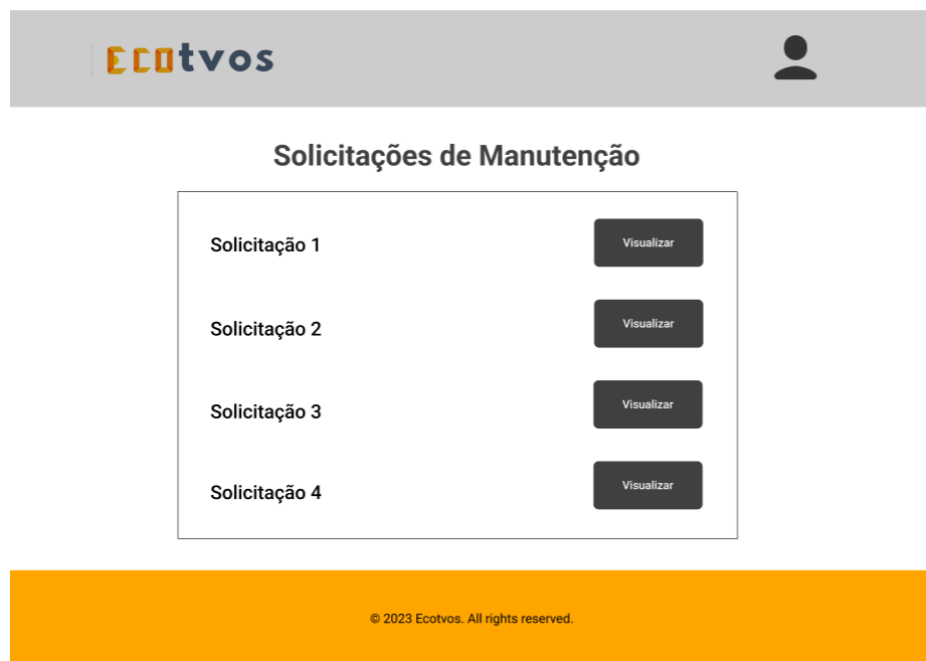 Ecotvos
Solicitações de Manutenção
Solicitação 1
Visualizar
Solicitação 2
Visualizar
Solicitação 3
Visualizar
Solicitação 4
Visualizar
© 2023 Ecotvos. All rights reserved.